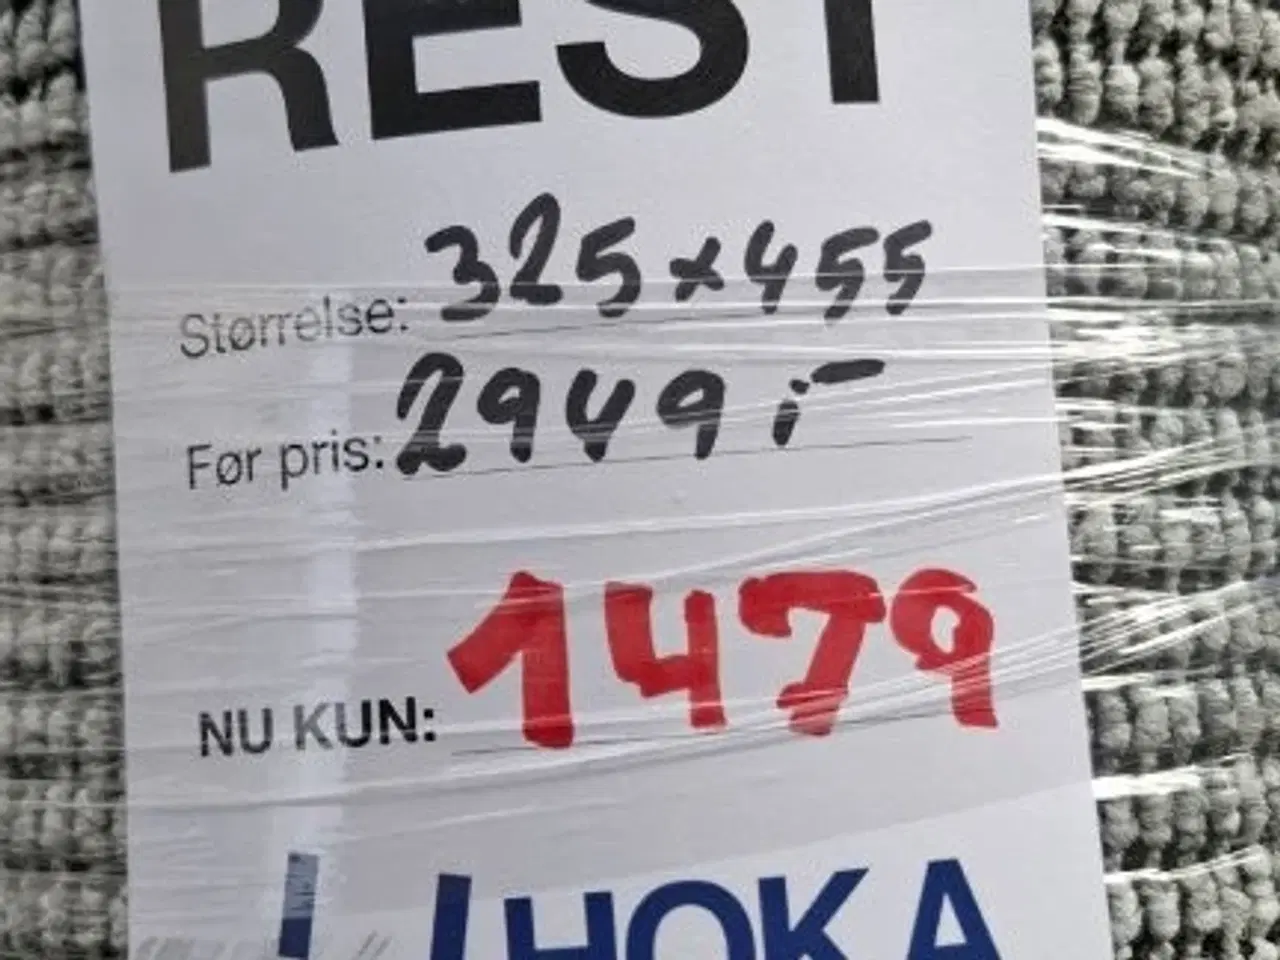 REST
Størrelse: 325x455
Før pris: 2949,-
NU KUN: 1479
HOKA